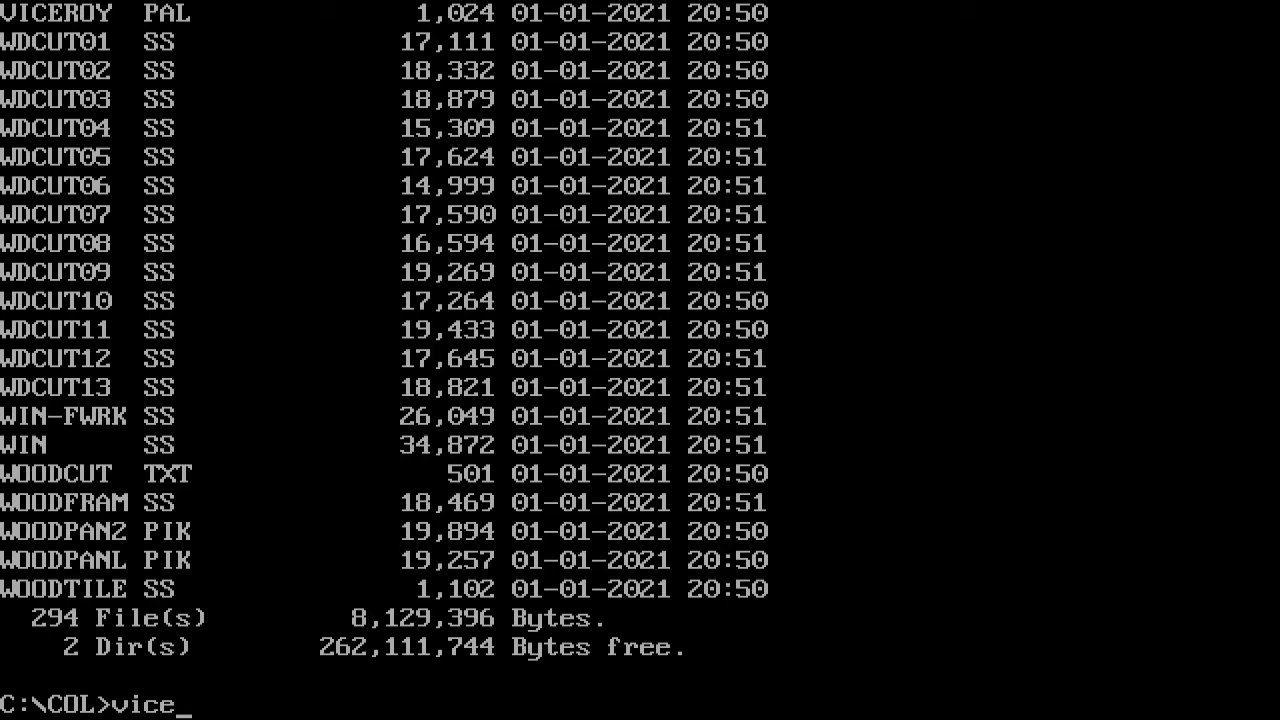 VICEROY  PAL              1,024 01-01-2021 20:50
WDCUT01  SS              17,111 01-01-2021 20:50
WDCUT02  SS              18,332 01-01-2021 20:50
WDCUT03  SS              18,879 01-01-2021 20:50
WDCUT04  SS              15,309 01-01-2021 20:51
WDCUT05  SS              17,624 01-01-2021 20:51
WDCUT06  SS              14,999 01-01-2021 20:51
WDCUT07  SS              17,590 01-01-2021 20:51
WDCUT08  SS              16,594 01-01-2021 20:51
WDCUT09  SS              19,269 01-01-2021 20:51
WDCUT10  SS              17,264 01-01-2021 20:50
WDCUT11  SS              19,433 01-01-2021 20:50
WDCUT12  SS              17,645 01-01-2021 20:51
WDCUT13  SS              18,821 01-01-2021 20:51
WIN-FWRK SS              26,049 01-01-2021 20:51
WIN      SS              34,872 01-01-2021 20:51
WOODCUT  TXT                501 01-01-2021 20:50
WOODFRAM SS              18,469 01-01-2021 20:51
WOODPAN2 PIK             19,894 01-01-2021 20:50
WOODPANL PIK             19,257 01-01-2021 20:50
WOODTILE SS               1,102 01-01-2021 20:50
  294 File(s)         8,129,396 Bytes.
    2 Dir(s)        262,111,744 Bytes free.
C:\COL>vice_